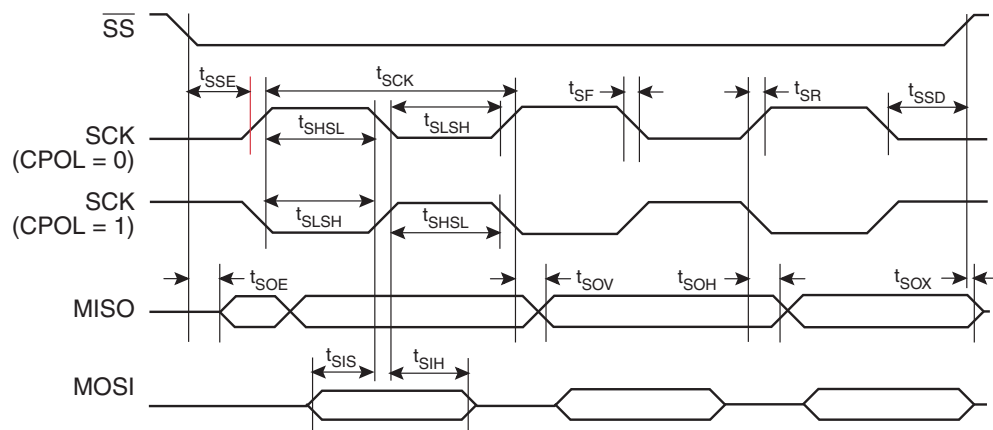 SS
tSSE
tSCK
tSF
tSR
tSSD
SCK
(CPOL = 0)
tSHSL
tSLSH
SCK
(CPOL = 1)
tSLSH
tSHSL
tSOE
tSOV
tSOH
tSOX
MISO
tSIS
tSIH
MOSI